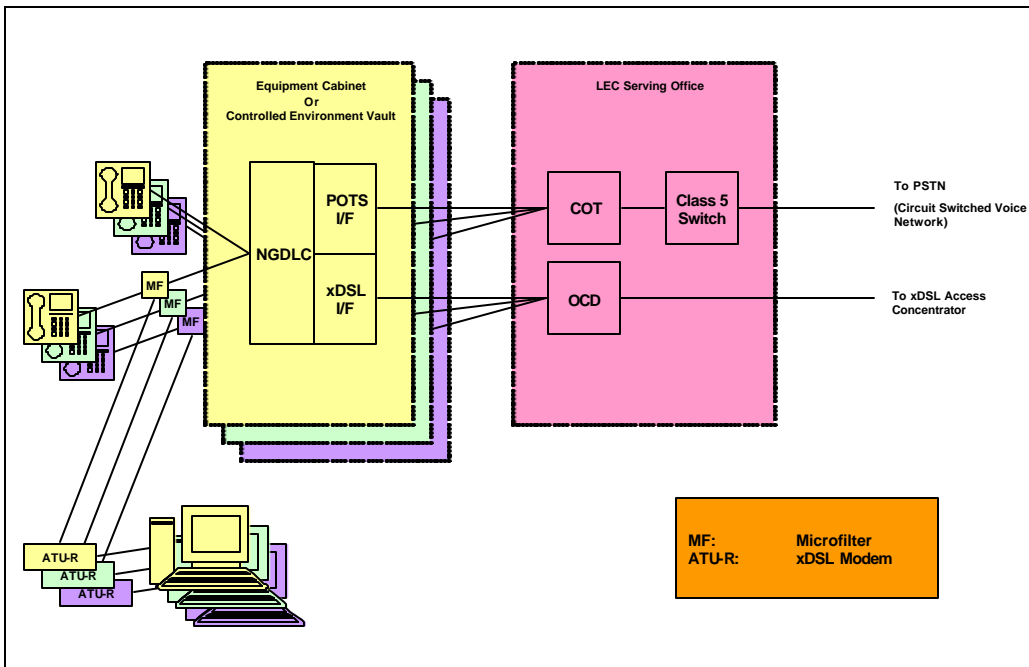 Equipment Cabinet
Or
Controlled Environment Vault
LEC Serving Office
NGDLC
POTS
I/F
xDSL
I/F
COT
Class 5
Switch
OCD
To PSTN
(Circuit Switched Voice
Network)
To xDSL Access
Concentrator
MF
MF
MF
ATU-R
ATU-R
ATU-R
MF: Microfilter
ATU-R: xDSL Modem